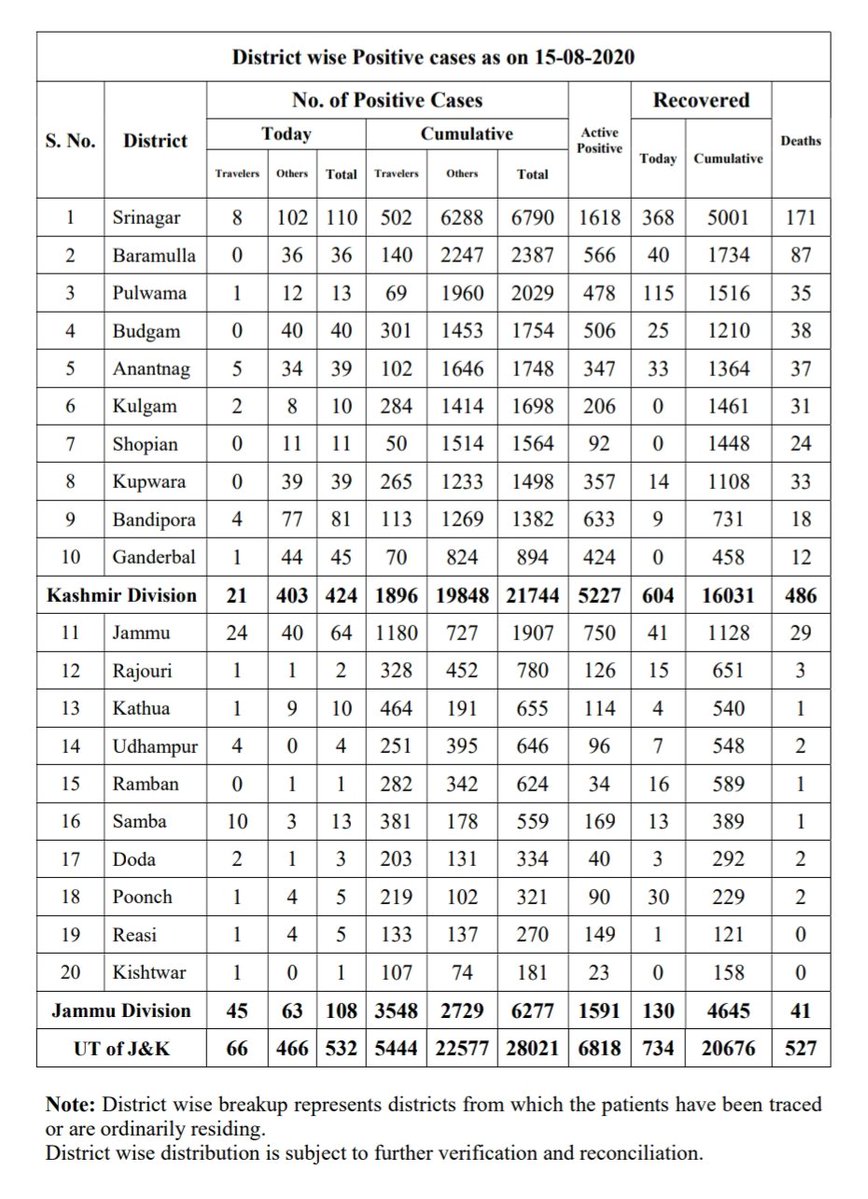 District wise Positive cases as on 15-08-2020
S. No. District No. of Positive Cases Active Positive Recovered Deaths
Today Cumulative Today Cumulative
Travelers Others Total Travelers Others Total
1 Srinagar 8 102 110 502 6288 6790 1618 368 5001 171
2 Baramulla 0 36 36 140 2247 2387 566 40 1734 87
3 Pulwama 1 12 13 69 1960 2029 478 115 1516 35
4 Budgam 0 40 40 301 1453 1754 506 25 1210 38
5 Anantnag 5 34 39 102 1646 1748 347 33 1364 37
6 Kulgam 2 8 10 284 1414 1698 206 0 1461 31
7 Shopian 0 11 11 50 1514 1564 92 0 1448 24
8 Kupwara 0 39 39 265 1233 1498 357 14 1108 33
9 Bandipora 4 77 81 113 1269 1382 633 9 731 18
10 Ganderbal 1 44 45 70 824 894 424 0 458 12
Kashmir Division 21 403 424 1896 19848 21744 5227 604 16031 486
11 Jammu 24 40 64 1180 727 1907 750 41 1128 29
12 Rajouri 1 1 2 328 452 780 126 15 651 3
13 Kathua 1 9 10 464 191 655 114 4 540 1
14 Udhampur 4 0 4 251 395 646 96 7 548 2
15 Ramban 0 1 1 282 342 624 34 16 589 1
16 Samba 10 3 13 381 178 559 169 13 389 1
17 Doda 2 1 3 203 131 334 40 3 292 2
18 Poonch 1 4 5 219 102 321 90 30 229 2
19 Reasi 1 4 5 133 137 270 149 1 121 0
20 Kishtwar 1 0 1 107 74 181 23 0 158 0
Jammu Division 45 63 108 3548 2729 6277 1591 130 4645 41
UT of J&K 66 466 532 5444 22577 28021 6818 734 20676 527
Note: District wise breakup represents districts from which the patients have been traced
or are ordinarily residing.
District wise distribution is subject to further verification and reconciliation.